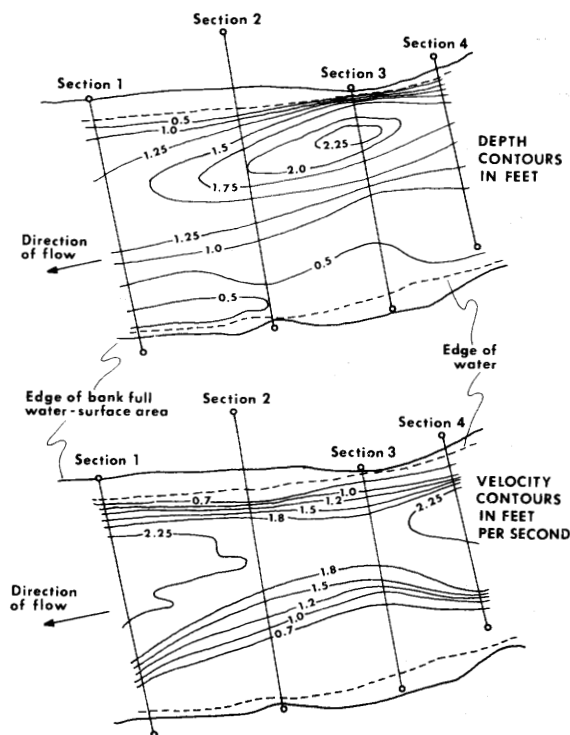 Section 2
Section 4
Section 1
Section 3
0.5
1.0
1.25
1.5
2.25
2.0
1.75
DEPTH
CONTOURS
IN FEET
1.25
1.0
Direction
of flow
0.5
0.5
Edge of
water
Edge of bank full
water-surface area
Section 2
Section 4
Section 3
Section 1
0.7
1.0
1.2
1.5
1.8
2.25
VELOCITY
CONTOURS
IN FEET
PER SECOND
2.25
1.8
1.5
1.2
1.0
0.7
Direction
of flow